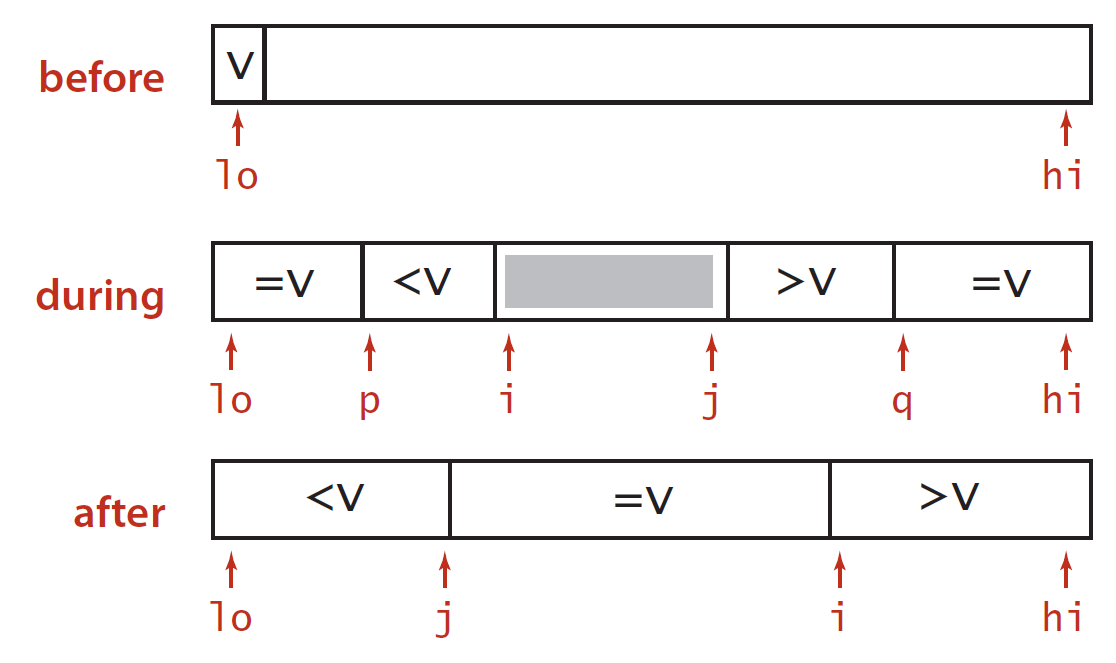 before V
lo hi
during =V <V >V =V
lo p i j q hi
after <V =V >V
lo j i hi